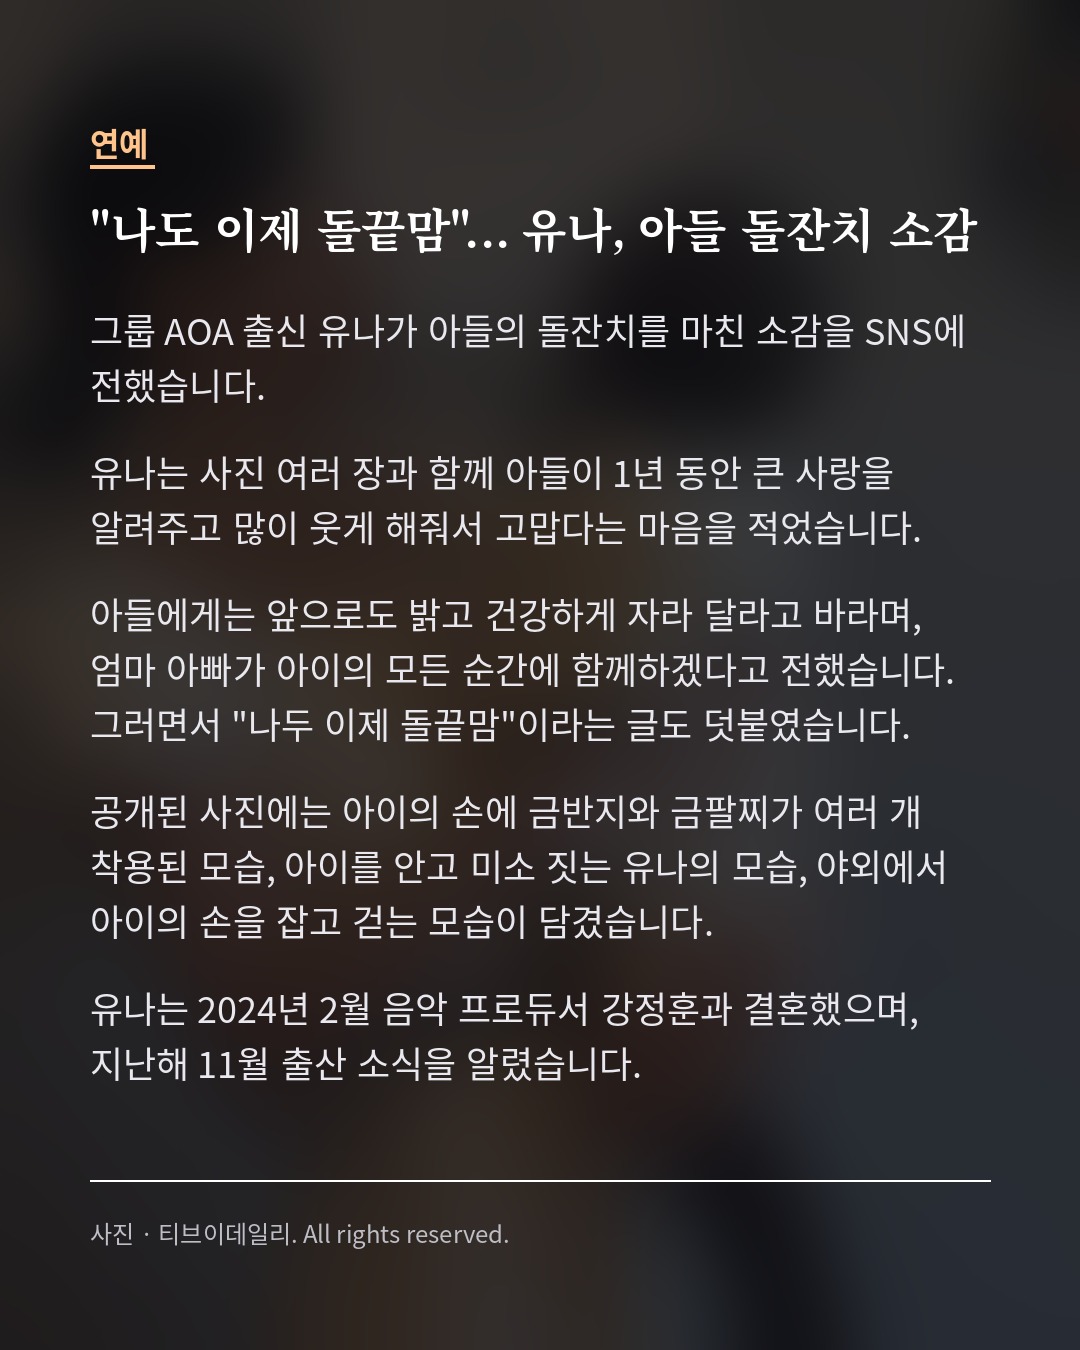 연예
"나도 이제 돌끝맘"... 유나, 아들 돌잔치 소감
그룹 AOA 출신 유나가 아들의 돌잔치를 마친 소감을 SNS에
전했습니다.
유나는 사진 여러 장과 함께 아들이 1년 동안 큰 사랑을
알려주고 많이 웃게 해줘서 고맙다는 마음을 적었습니다.
아들에게는 앞으로도 밝고 건강하게 자라 달라고 바라며,
엄마 아빠가 아이의 모든 순간에 함께하겠다고 전했습니다.
그러면서 "나두 이제 돌끝맘"이라는 글도 덧붙였습니다.
공개된 사진에는 아이의 손에 금반지와 금팔찌가 여러 개
착용된 모습, 아이를 안고 미소 짓는 유나의 모습, 야외에서
아이의 손을 잡고 걷는 모습이 담겼습니다.
유나는 2024년 2월 음악 프로듀서 강정훈과 결혼했으며,
지난해 11월 출산 소식을 알렸습니다.
사진 · 티브이데일리. All rights reserved.